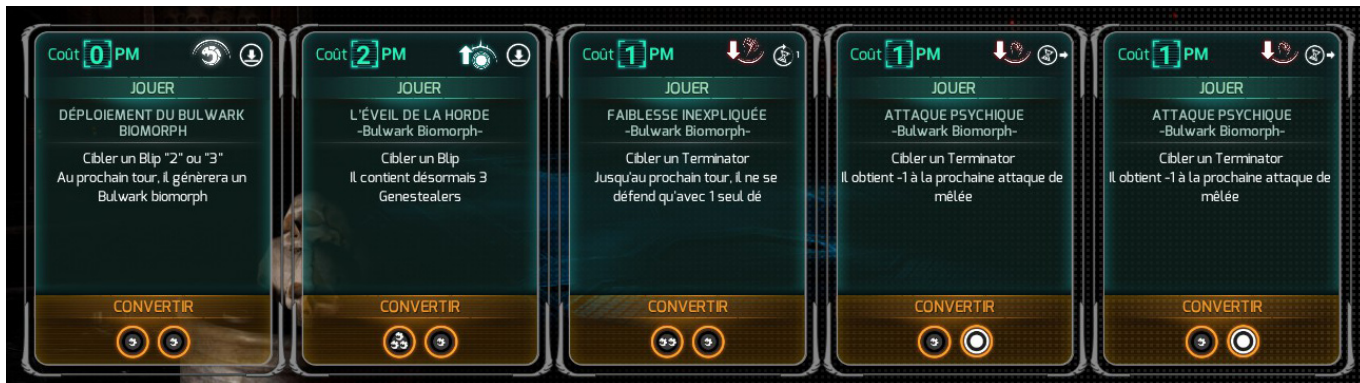 Coût 0 PM
JOUER
DÉPLOIEMENT DU BULWARK
BIOMORPH
Cibler un Blip "2" ou "3"
Au prochain tour, il génèrera un
Bulwark biomorph
CONVERTIR
Coût 2 PM
JOUER
L'ÉVEIL DE LA HORDE
-Bulwark Biomorph-
Cibler un Blip
Il contient désormais 3
Genestealers
CONVERTIR
Coût 1 PM
1
JOUER
FAIBLESSE INEXPLIQUÉE
-Bulwark Biomorph-
Cibler un Terminator
Jusqu'au prochain tour, il ne se
défend qu'avec 1 seul dé
CONVERTIR
Coût 1 PM
JOUER
ATTAQUE PSYCHIQUE
-Bulwark Biomorph-
Cibler un Terminator
Il obtient -1 à la prochaine attaque de
mêlée
CONVERTIR
Coût 1 PM
JOUER
ATTAQUE PSYCHIQUE
-Bulwark Biomorph-
Cibler un Terminator
Il obtient -1 à la prochaine attaque de
mêlée
CONVERTIR